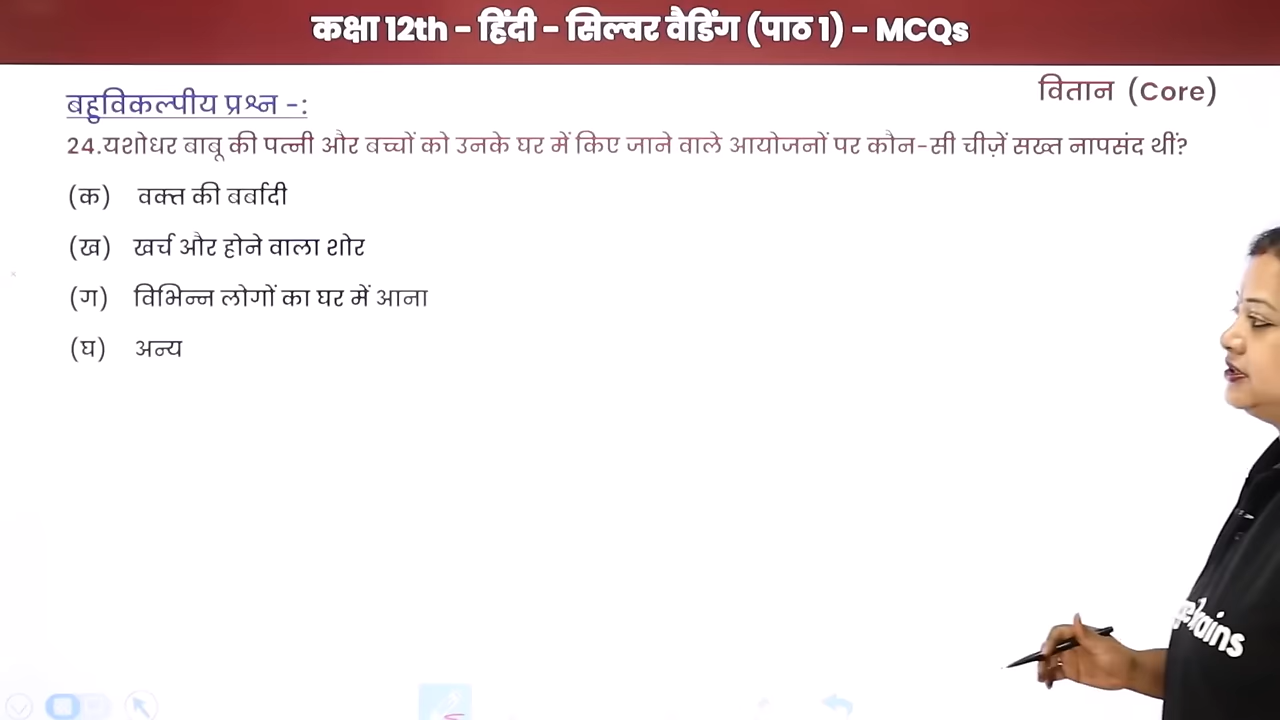 कक्षा 12th - हिंदी - सिल्वर वैडिंग (पाठ 1) - MCQs
वितान (Core)
बहुविकल्पीय प्रश्न -:
24.यशोधर बाबू की पत्नी और बच्चों को उनके घर में किए जाने वाले आयोजनों पर कौन-सी चीज़ें सख्त नापसंद थीं?
(क) वक्त की बर्बादी
(ख) खर्च और होने वाला शोर
(ग) विभिन्न लोगों का घर में आना
(घ) अन्य